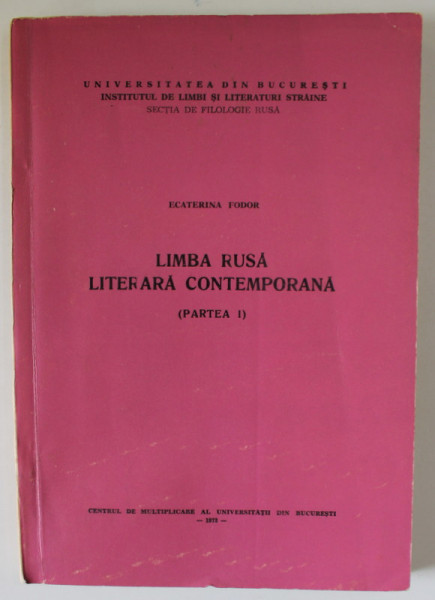 UNIVERSITATEA DIN BUCUREȘTI
INSTITUTUL DE LIMBI ȘI LITERATURI STRĂINE
SECȚIA DE FILOLOGIE RUSĂ
ECATERINA FODOR
LIMBA RUSĂ
LITERARĂ CONTEMPORANĂ
(PARTEA I)
CENTRUL DE MULTIPLICARE AL UNIVERSITĂȚII DIN BUCUREȘTI